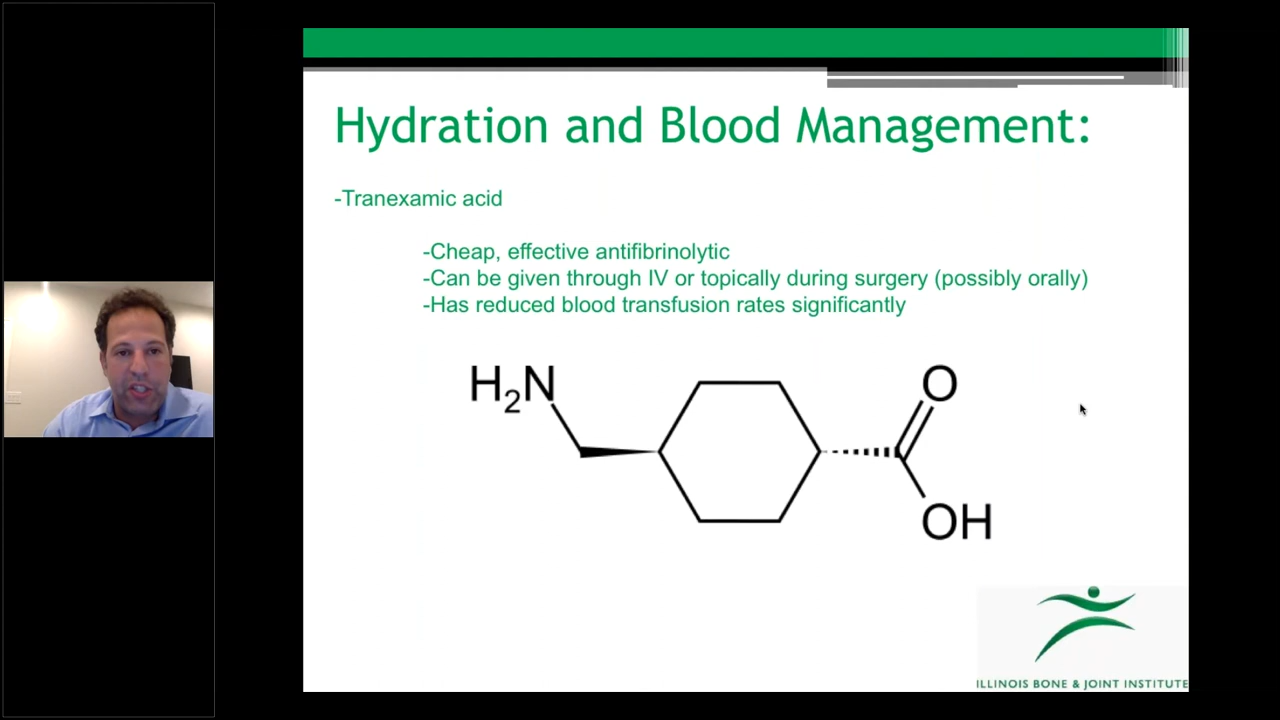 Hydration and Blood Management:
-Tranexamic acid
-Cheap, effective antifibrinolytic
-Can be given through IV or topically during surgery (possibly orally)
-Has reduced blood transfusion rates significantly
H2N
O
OH
ILLINOIS BONE & JOINT INSTITUTE